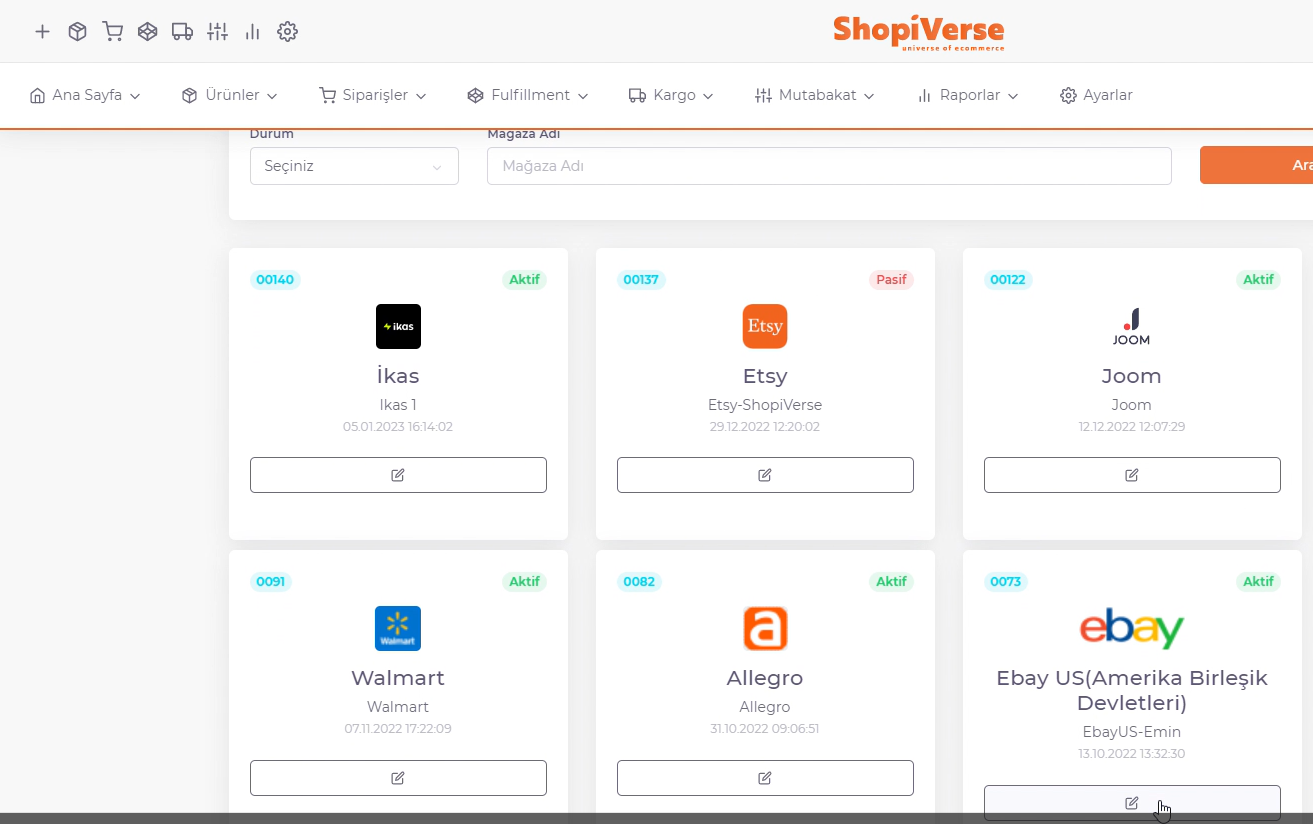 ShopiVerse
universe of ecommerce
Ana Sayfa
Ürünler
Siparişler
Fulfillment
Kargo
Mutabakat
Raporlar
Ayarlar
Durum
Mağaza Adı
Seçiniz
Mağaza Adı
Ara
00140
Aktif
ikas
İkas
Ikas 1
05.01.2023 16:14:02
00137
Pasif
Etsy
Etsy
Etsy-ShopiVerse
29.12.2022 12:20:02
00122
Aktif
JOOM
Joom
Joom
12.12.2022 12:07:29
0091
Aktif
Walmart
Walmart
Walmart
07.11.2022 17:22:09
0082
Aktif
a
Allegro
Allegro
31.10.2022 09:06:51
0073
Aktif
ebay
Ebay US(Amerika Birleşik
Devletleri)
EbayUS-Emin
13.10.2022 13:32:30